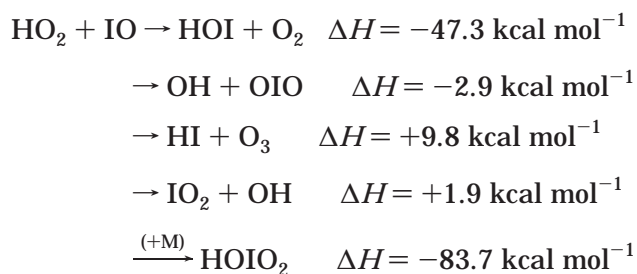 HO₂ + IO → HOI + O₂ ΔH = −47.3 kcal mol⁻¹
→ OH + OIO ΔH = −2.9 kcal mol⁻¹
→ HI + O₃ ΔH = +9.8 kcal mol⁻¹
→ IO₂ + OH ΔH = +1.9 kcal mol⁻¹
(+M)→ HOIO₂ ΔH = −83.7 kcal mol⁻¹